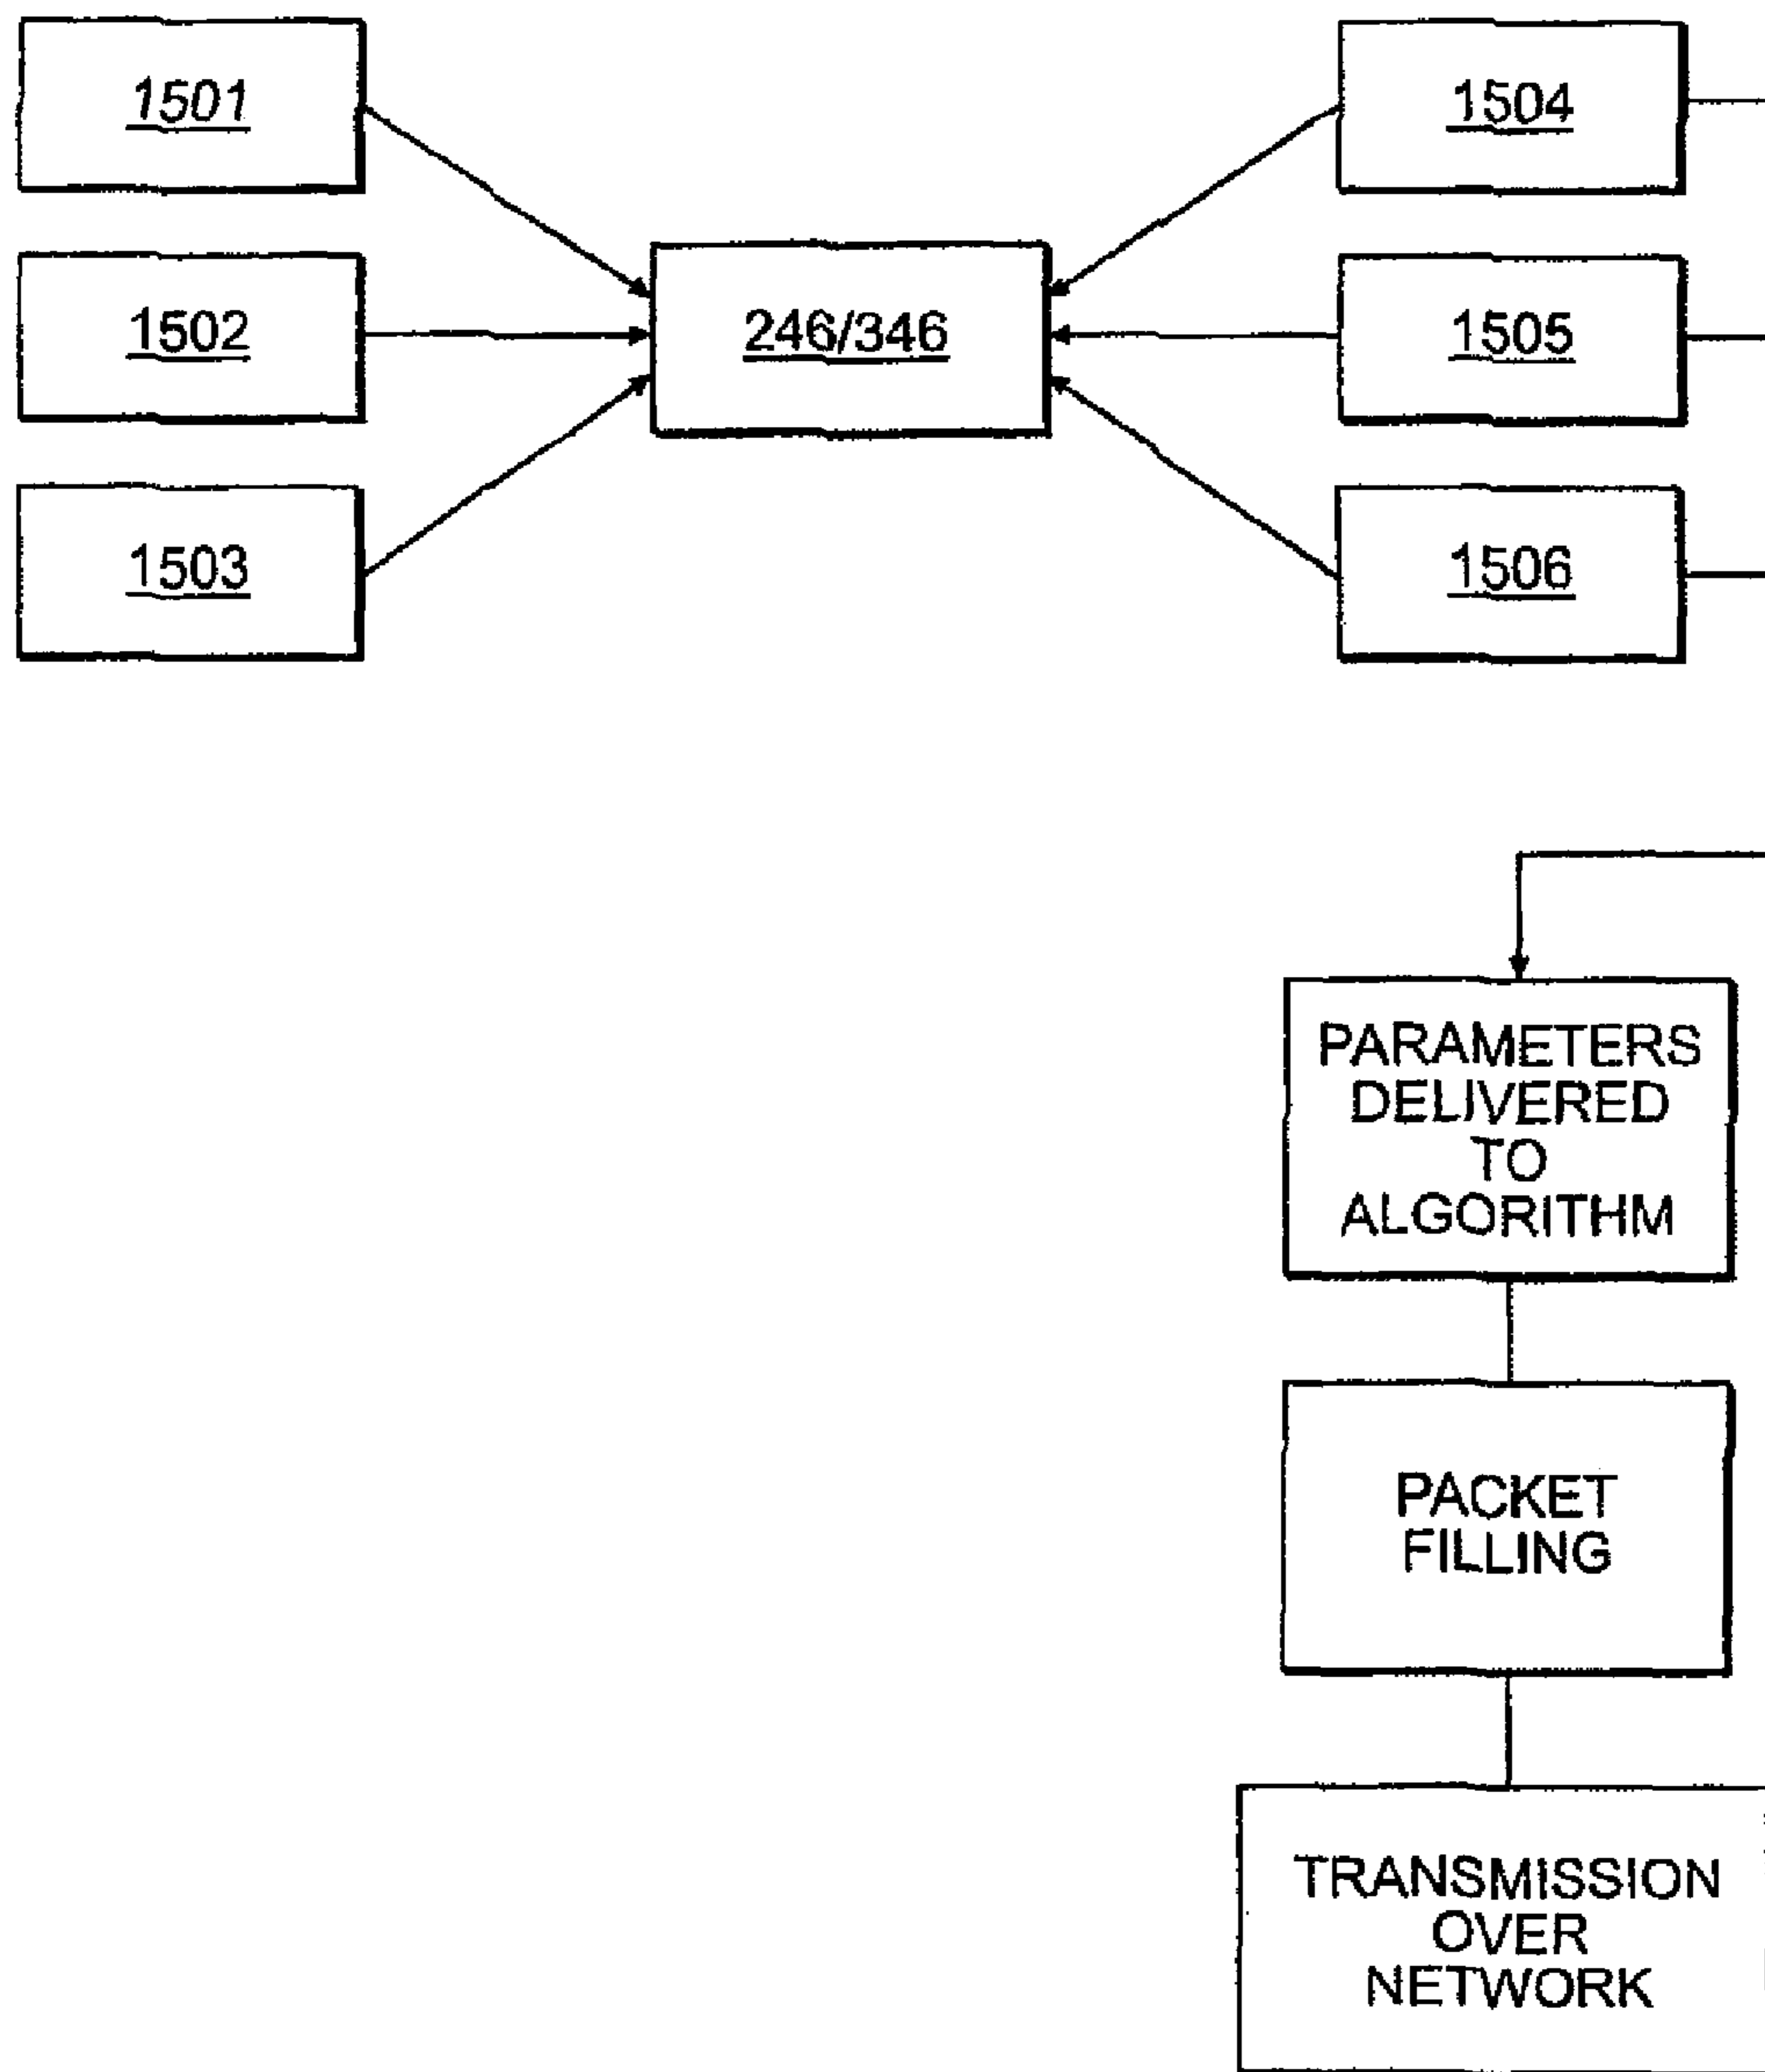 1501
1504
1502
246/346
1505
1503
1506
PARAMETERS
DELIVERED
TO
ALGORITHM
PACKET
FILLING
TRANSMISSION
OVER
NETWORK